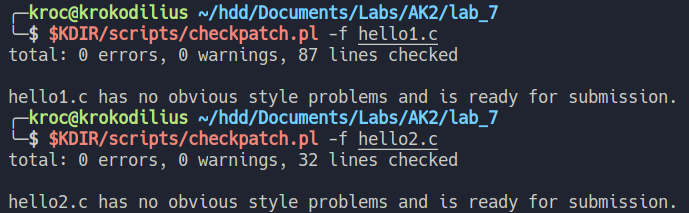 ╭─kroc@krokodilius ~/hdd/Documents/Labs/AK2/lab_7
╰─$ $KDIR/scripts/checkpatch.pl -f hello1.c
total: 0 errors, 0 warnings, 87 lines checked

hello1.c has no obvious style problems and is ready for submission.
╭─kroc@krokodilius ~/hdd/Documents/Labs/AK2/lab_7
╰─$ $KDIR/scripts/checkpatch.pl -f hello2.c
total: 0 errors, 0 warnings, 32 lines checked

hello2.c has no obvious style problems and is ready for submission.